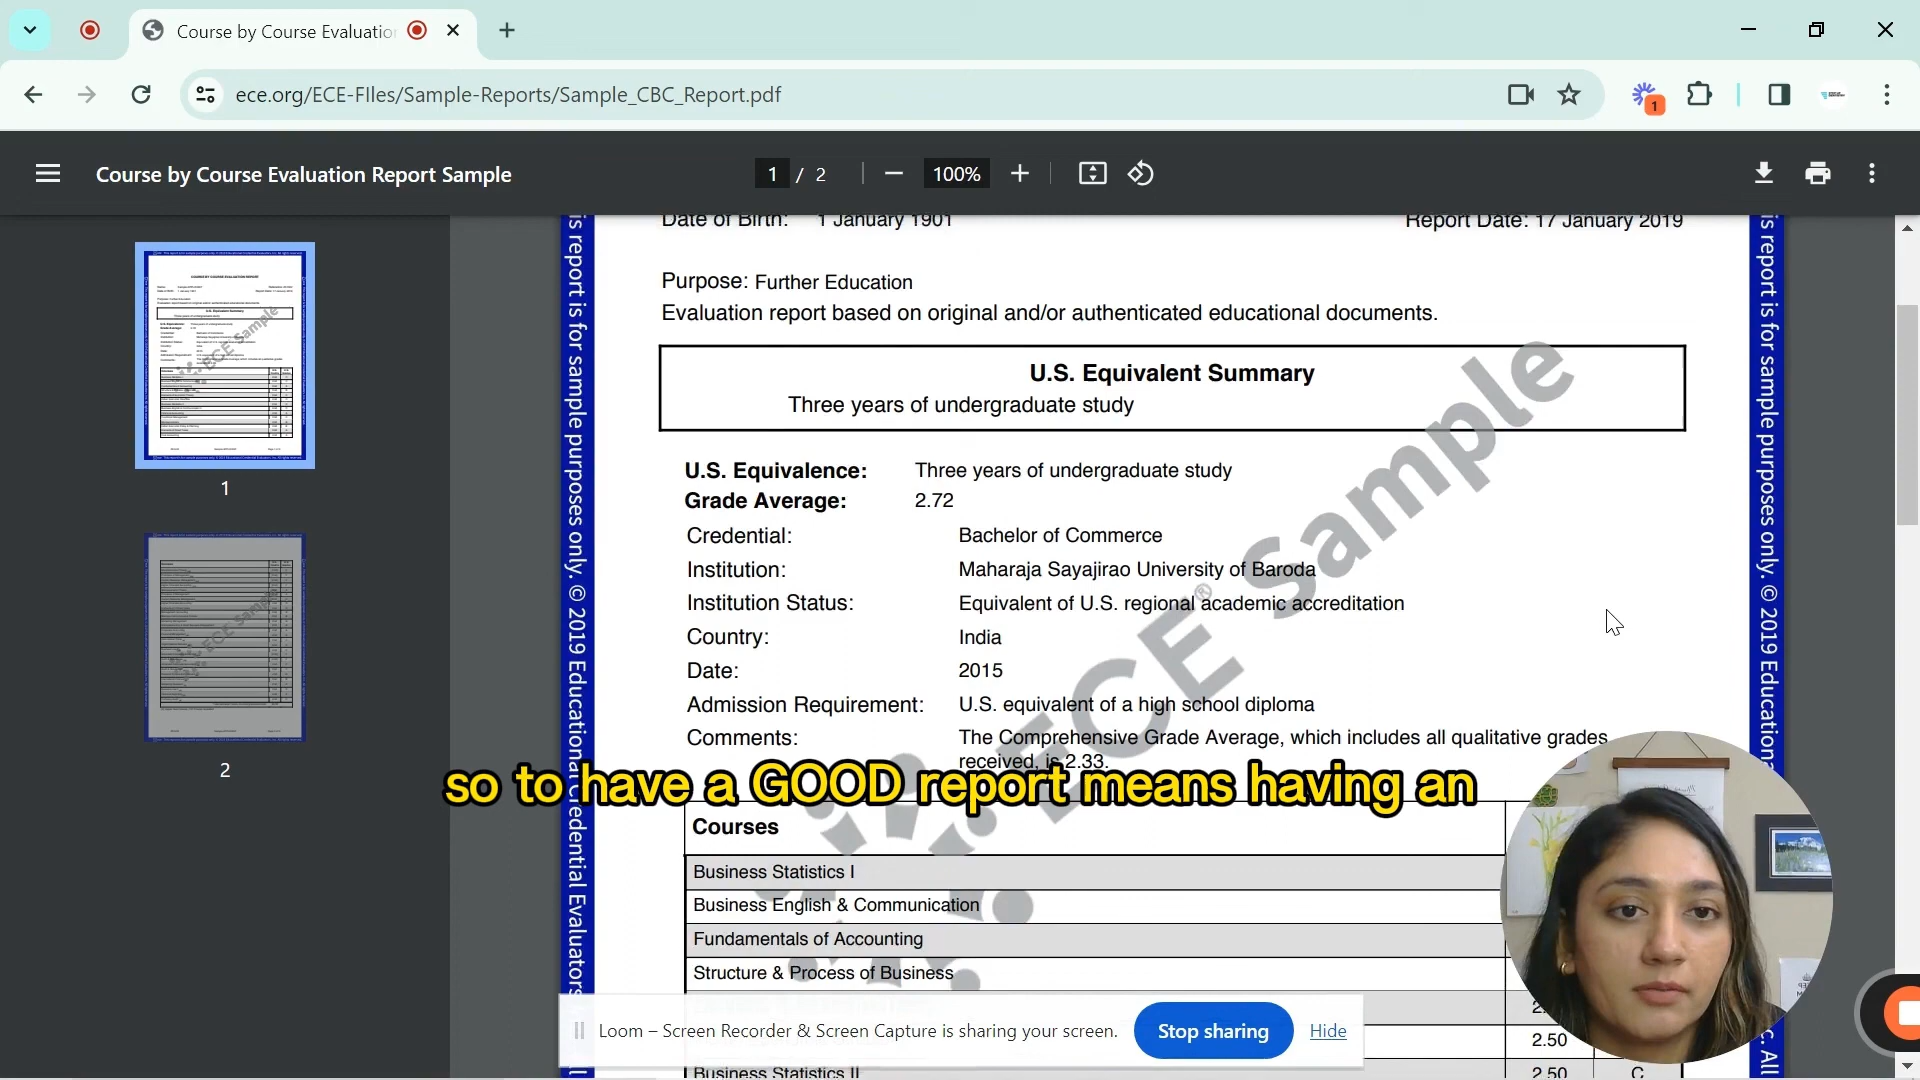 Course by Course Evaluatio
ece.org/ECE-FIles/Sample-Reports/Sample_CBC_Report.pdf
1
Course by Course Evaluation Report Sample
1 / 2
100%
Date of Birth: 1 January 1901
Report Date: 17 January 2019
Purpose: Further Education
Evaluation report based on original and/or authenticated educational documents.
U.S. Equivalent Summary
Three years of undergraduate study
U.S. Equivalence: Three years of undergraduate study
Grade Average: 2.72
Credential: Bachelor of Commerce
Institution: Maharaja Sayajirao University of Baroda
Institution Status: Equivalent of U.S. regional academic accreditation
Country: India
Date: 2015
Admission Requirement: U.S. equivalent of a high school diploma
Comments: The Comprehensive Grade Average, which includes all qualitative grades
received, is 2.33.
so to have a GOOD report means having an
Courses
Business Statistics I
Business English & Communication
Fundamentals of Accounting
Structure & Process of Business
2.50
Business Statistics II 2.50 C
ECE® Sample
is report is for sample purposes only. © 2019 Educational Credential Evaluators
is report is for sample purposes only. © 2019 Educational
c. All
1
2
Loom – Screen Recorder & Screen Capture is sharing your screen.
Stop sharing
Hide